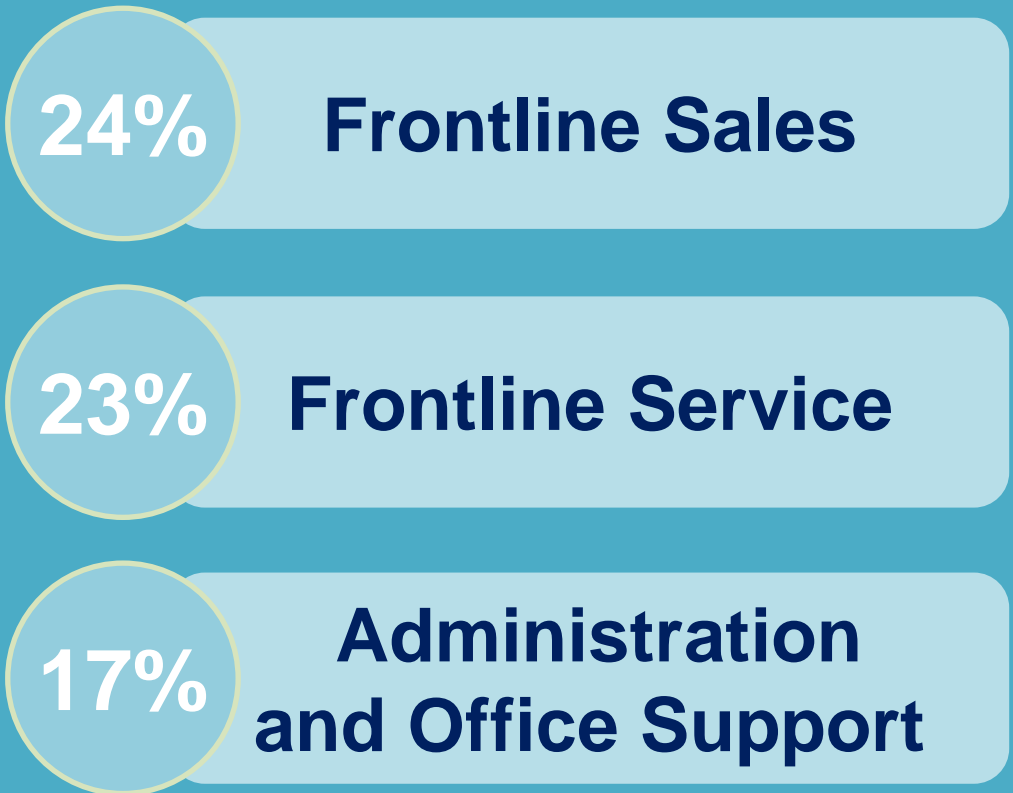 24% Frontline Sales
23% Frontline Service
17% Administration
and Office Support